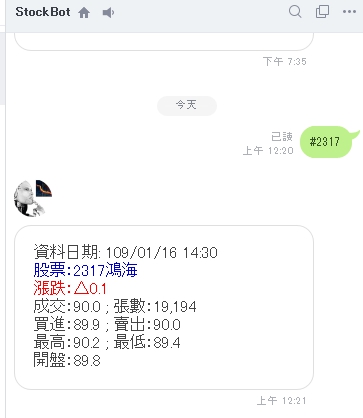 StockBot
下午 7:35
今天
已讀
上午 12:20
#2317
資料日期: 109/01/16 14:30
股票:2317鴻海
漲跌:△0.1
成交:90.0 ; 張數:19,194
買進:89.9 ; 賣出:90.0
最高:90.2 ; 最低:89.4
開盤:89.8
上午 12:21